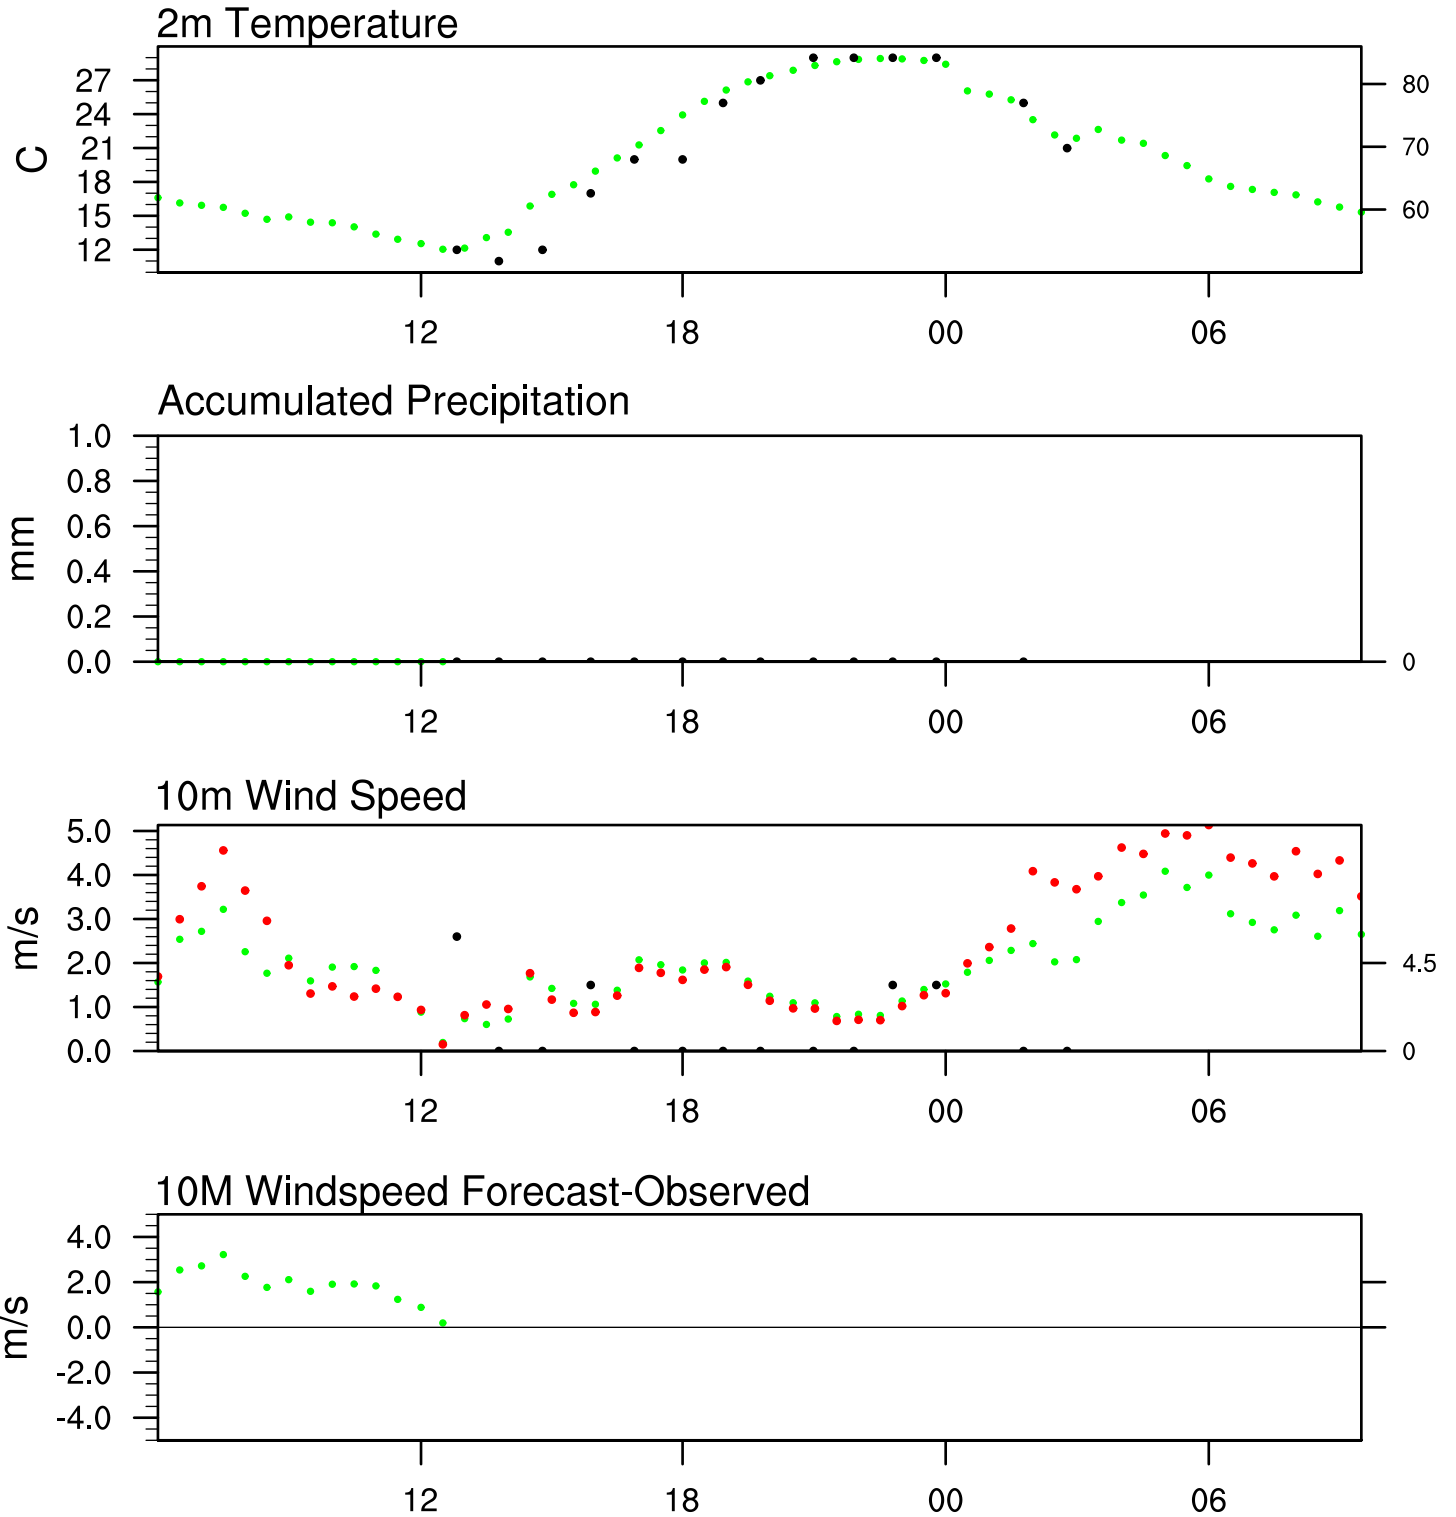 2m Temperature
C
27
24
21
18
15
12
80
70
60
12 18 00 06
Accumulated Precipitation
mm
1.0
0.8
0.6
0.4
0.2
0.0
0
12 18 00 06
10m Wind Speed
m/s
5.0
4.0
3.0
2.0
1.0
0.0
4.5
0
12 18 00 06
10M Windspeed Forecast-Observed
m/s
4.0
2.0
0.0
-2.0
-4.0
12 18 00 06